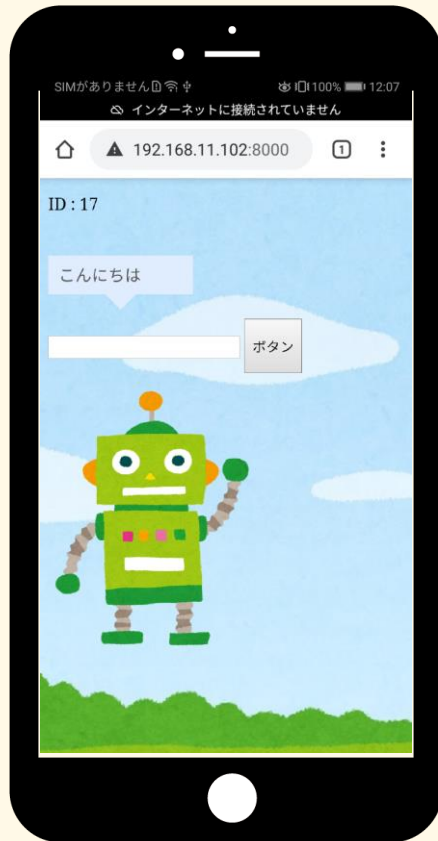 SIMがありません 100% 12:07
インターネットに接続されていません
192.168.11.102:8000 1
ID : 17
こんにちは
ボタン